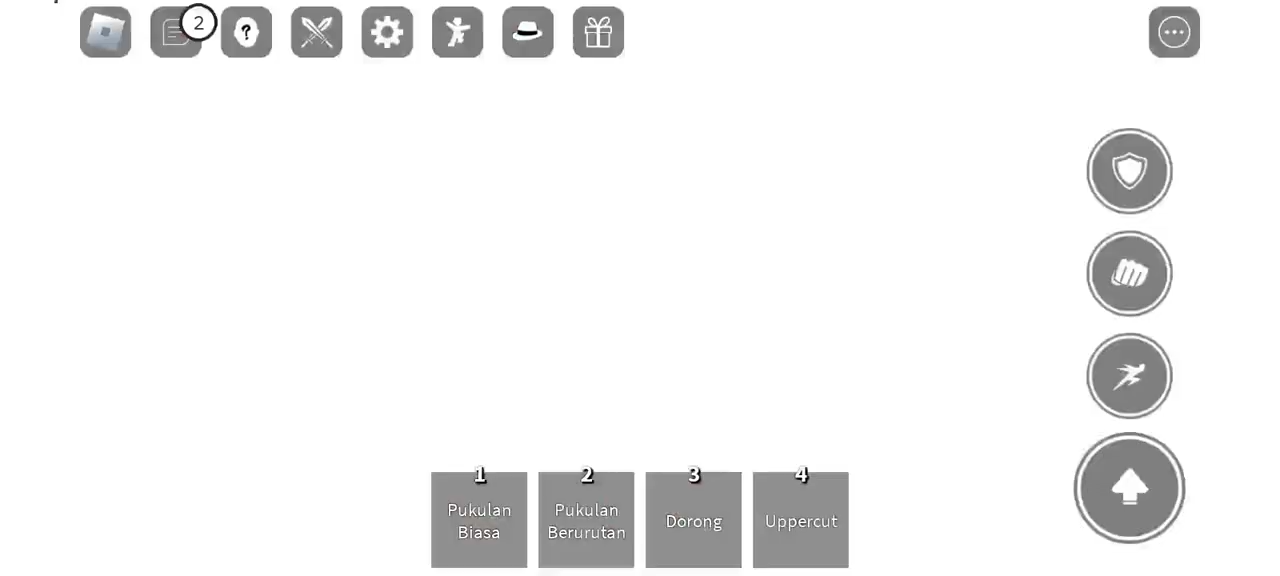 2
?
1
2
3
4
Pukulan
Biasa
Pukulan
Berurutan
Dorong
Uppercut